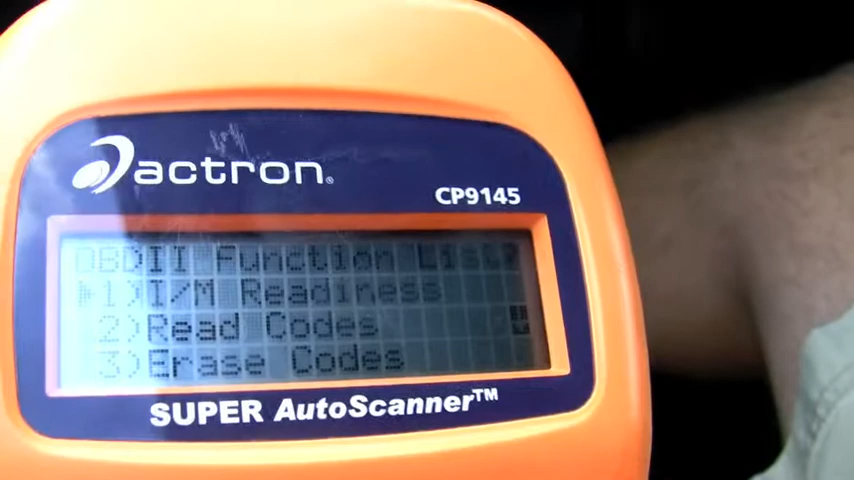 actron®
CP9145
OBDII Function List?
1)I/M Readiness
2)Read Codes
3)Erase Codes
SUPER AutoScanner™